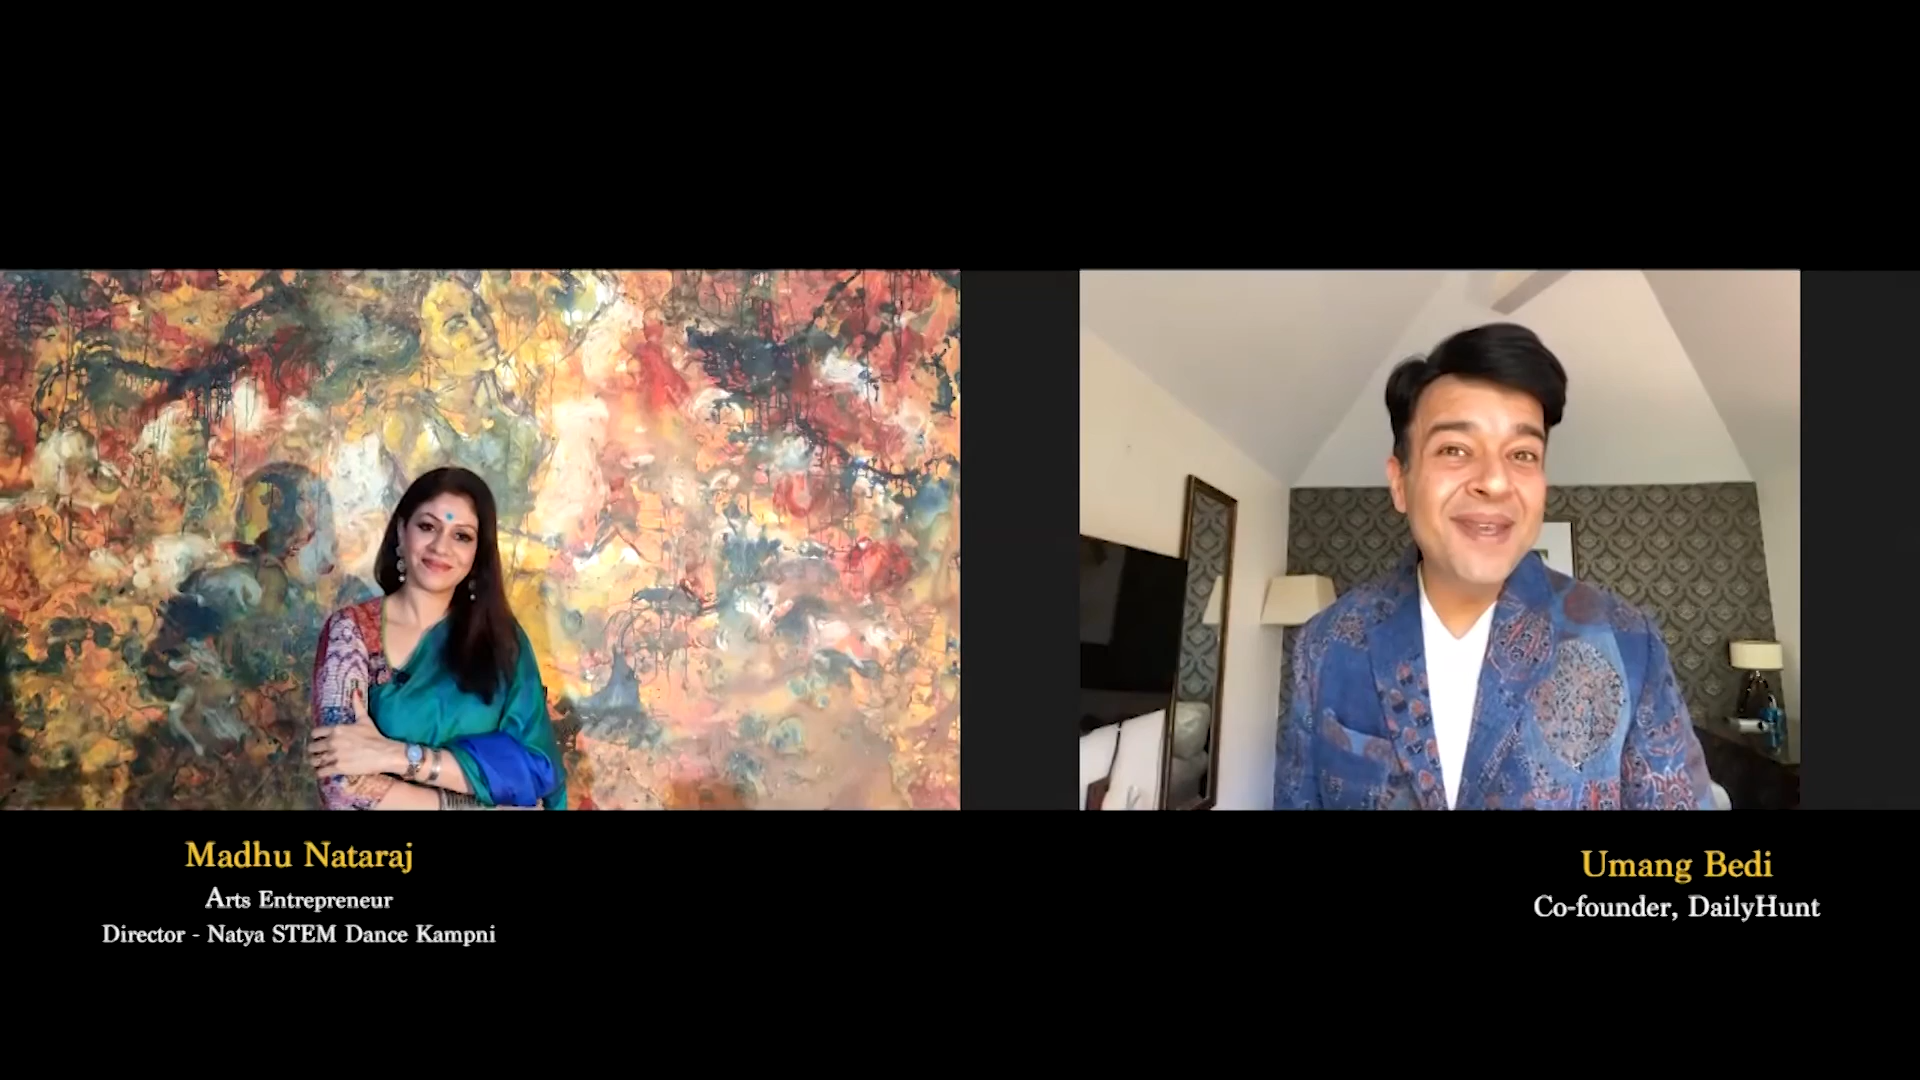 Madhu Nataraj
Arts Entrepreneur
Director - Natya STEM Dance Kampni
Umang Bedi
Co-founder, DailyHunt